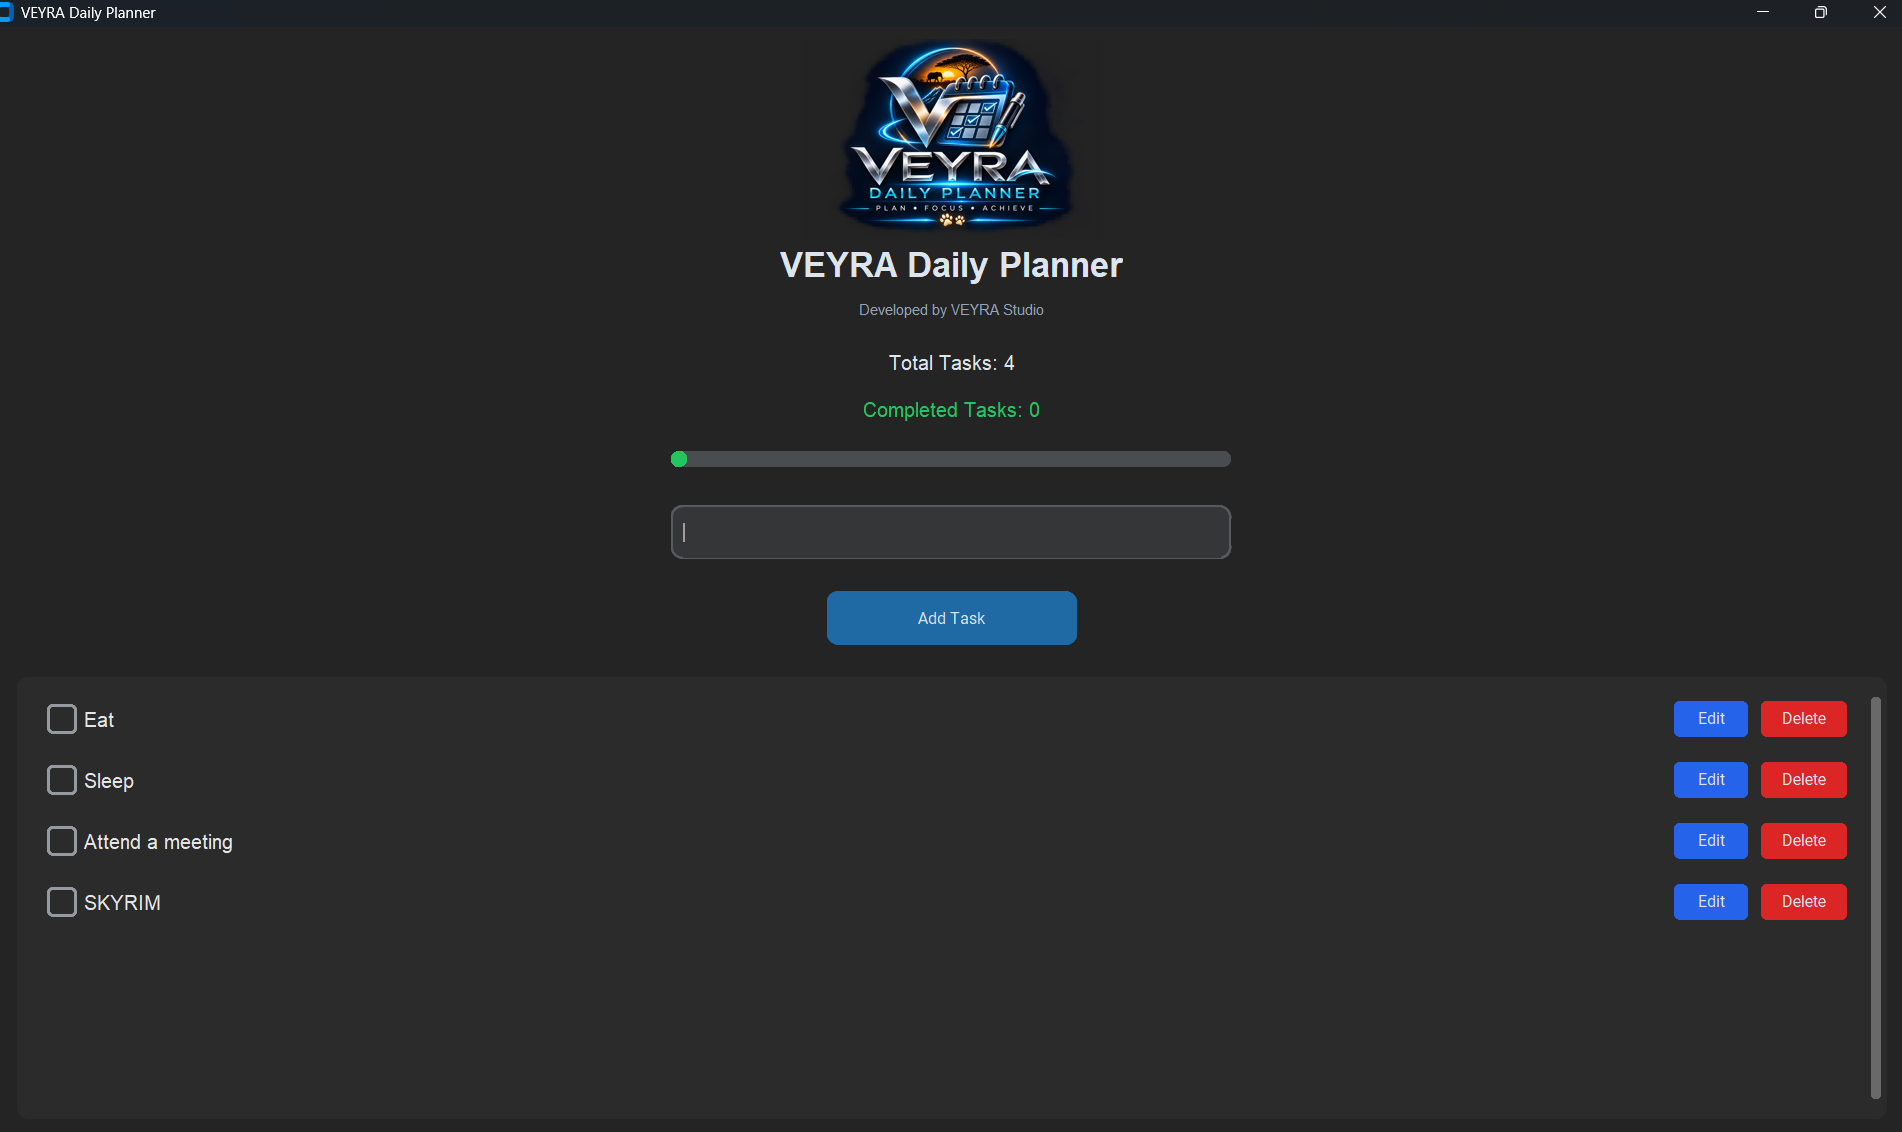 VEYRA Daily Planner
VEYRA
DAILY PLANNER
PLAN • FOCUS • ACHIEVE
VEYRA Daily Planner
Developed by VEYRA Studio
Total Tasks: 4
Completed Tasks: 0
Add Task
Eat Edit Delete
Sleep Edit Delete
Attend a meeting Edit Delete
SKYRIM Edit Delete